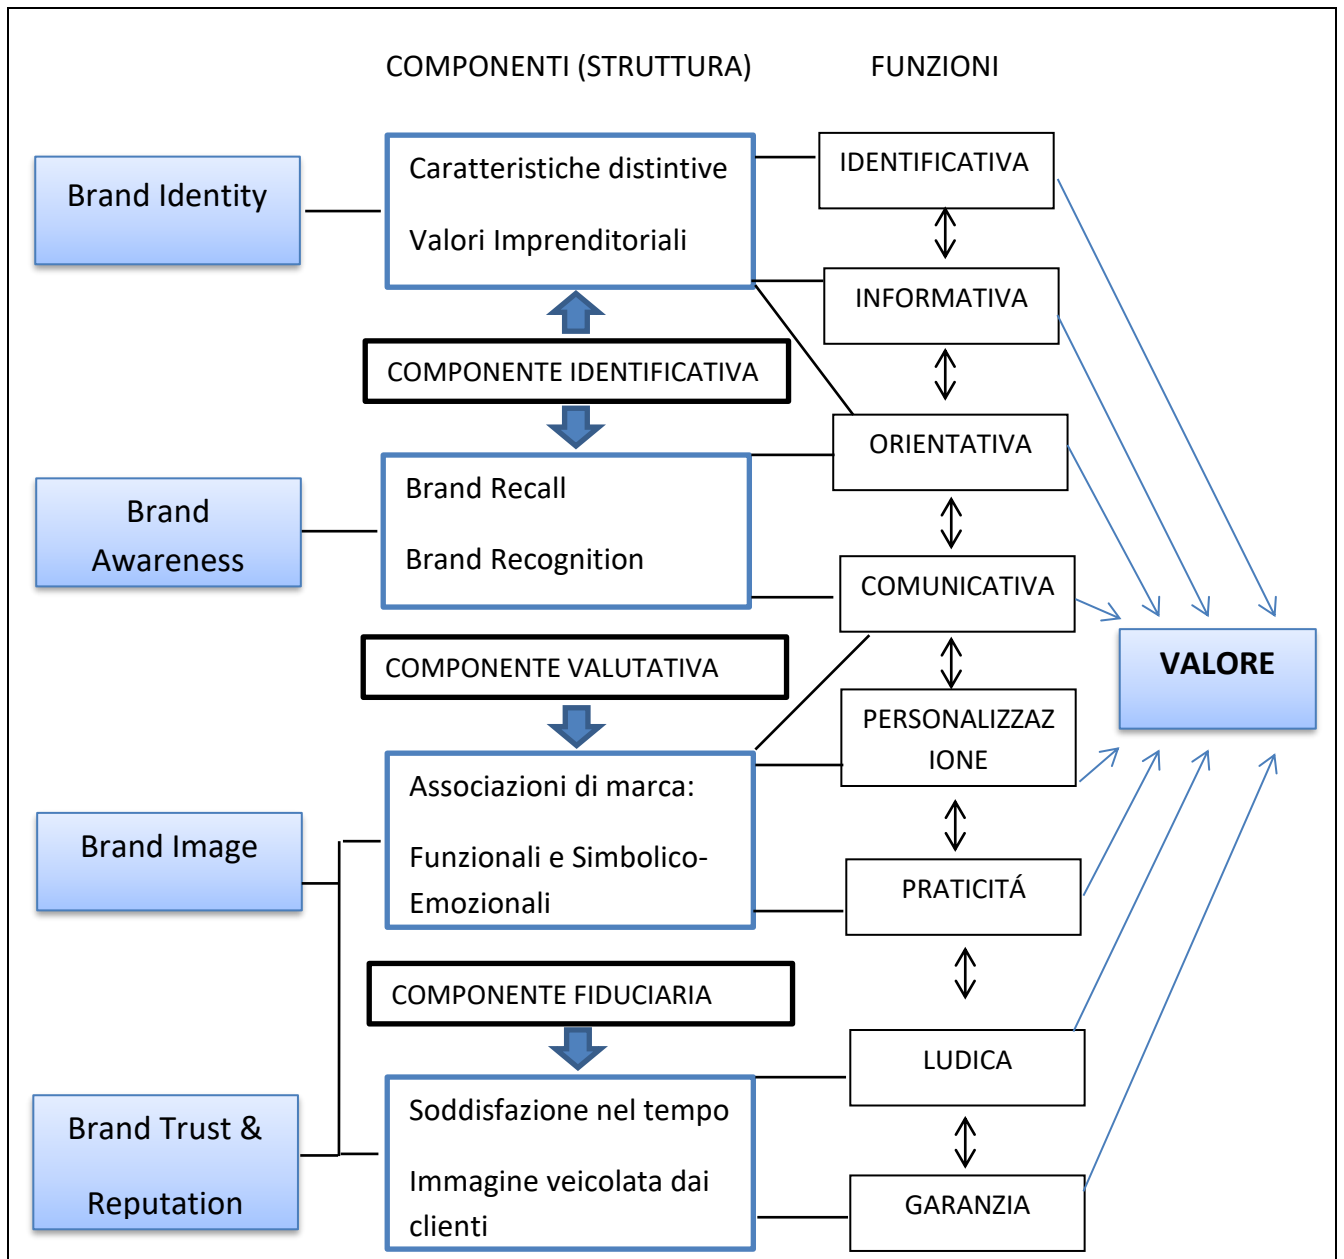 COMPONENTI (STRUTTURA)
FUNZIONI
Brand Identity
Caratteristiche distintive
Valori Imprenditoriali
IDENTIFICATIVA
INFORMATIVA
COMPONENTE IDENTIFICATIVA
ORIENTATIVA
Brand
Awareness
Brand Recall
Brand Recognition
COMUNICATIVA
COMPONENTE VALUTATIVA
VALORE
PERSONALIZZAZ
IONE
Brand Image
Associazioni di marca:
Funzionali e Simbolico-
Emozionali
PRATICITÁ
COMPONENTE FIDUCIARIA
LUDICA
Brand Trust &
Reputation
Soddisfazione nel tempo
Immagine veicolata dai
clienti
GARANZIA